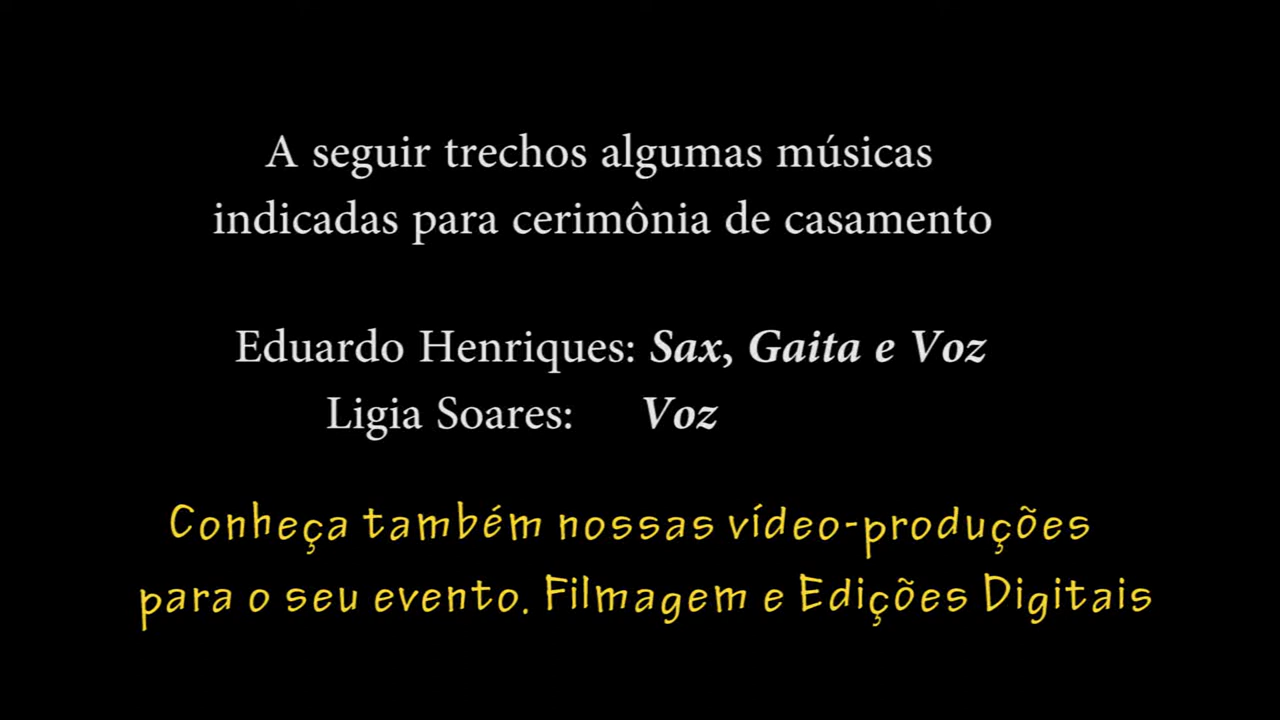 A seguir trechos algumas músicas
indicadas para cerimônia de casamento
Eduardo Henriques: Sax, Gaita e Voz
Ligia Soares: Voz
Conheça também nossas vídeo-produções
para o seu evento. Filmagem e Edições Digitais